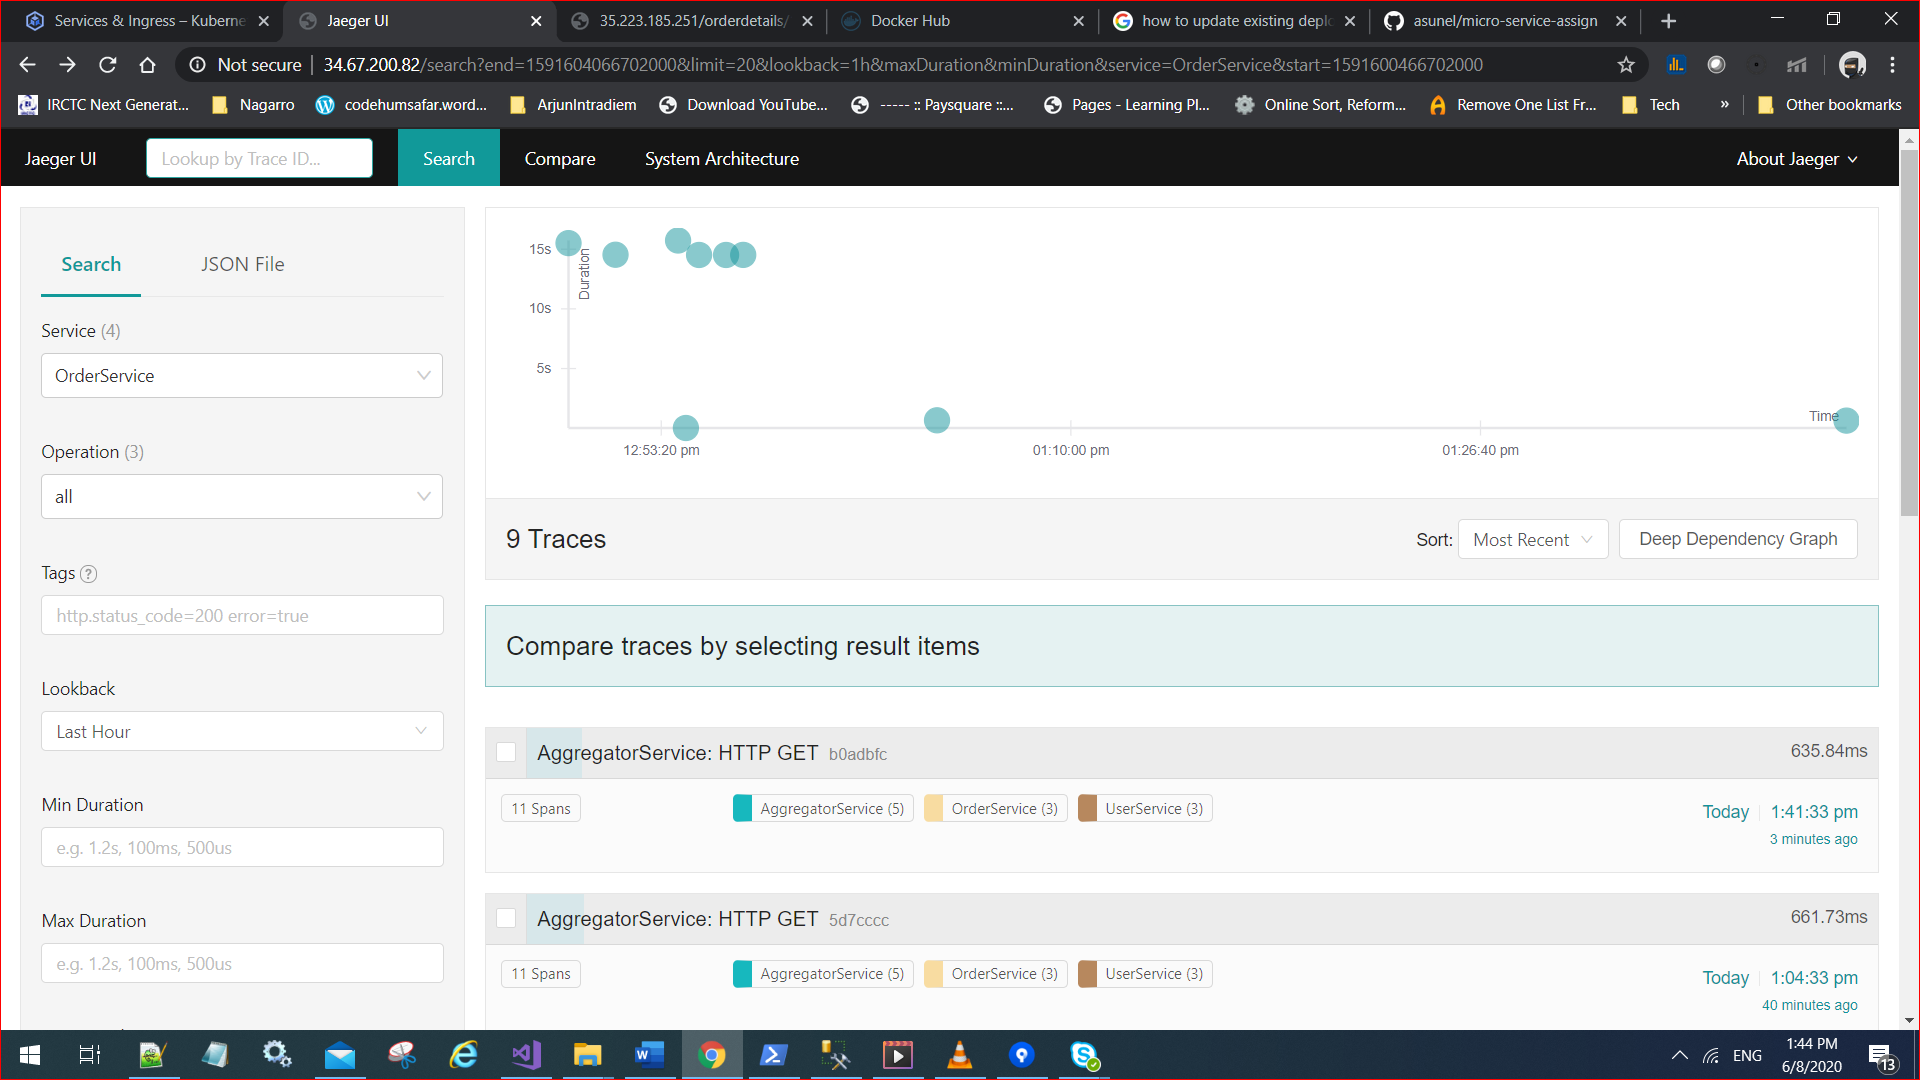 Services & Ingress – Kuberne
Jaeger UI
35.223.185.251/orderdetails/
Docker Hub
how to update existing deplo
asunel/micro-service-assign
Not secure
34.67.200.82/search?end=1591604066702000&limit=20&lookback=1h&maxDuration&minDuration&service=OrderService&start=1591600466702000
IRCTC Next Generat...
Nagarro
codehumsafar.word...
ArjunIntradiem
Download YouTube...
----- :: Paysquare ::...
Pages - Learning Pl...
Online Sort, Reform...
Remove One List Fr...
Tech
»
Other bookmarks
Jaeger UI
Lookup by Trace ID...
Search
Compare
System Architecture
About Jaeger
Search
JSON File
Service (4)
OrderService
Operation (3)
all
Tags ?
http.status_code=200 error=true
Lookback
Last Hour
Min Duration
e.g. 1.2s, 100ms, 500us
Max Duration
e.g. 1.2s, 100ms, 500us
15s
Duration
10s
5s
Time
12:53:20 pm
01:10:00 pm
01:26:40 pm
9 Traces
Sort:
Most Recent
Deep Dependency Graph
Compare traces by selecting result items
AggregatorService: HTTP GET b0adbfc
635.84ms
11 Spans
AggregatorService (5)
OrderService (3)
UserService (3)
Today
1:41:33 pm
3 minutes ago
AggregatorService: HTTP GET 5d7cccc
661.73ms
11 Spans
AggregatorService (5)
OrderService (3)
UserService (3)
Today
1:04:33 pm
40 minutes ago
ENG
1:44 PM
6/8/2020
13